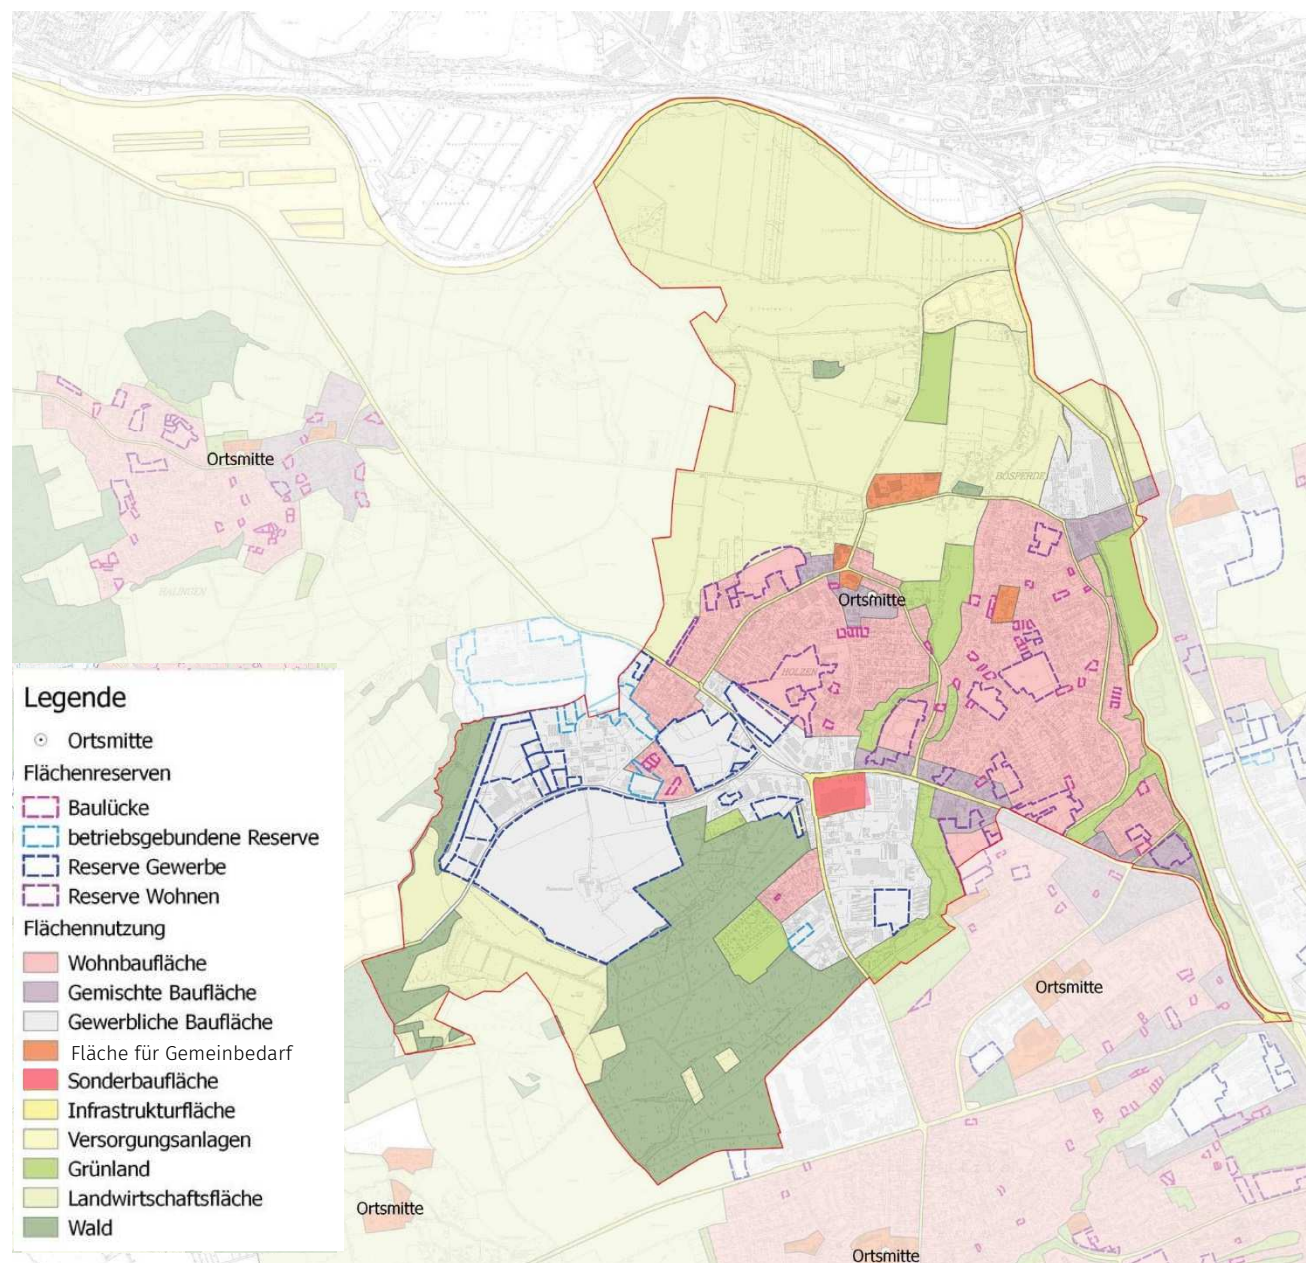 Ortsmitte
BÖSPERDE
Ortsmitte
HALINGEN
HOLZEN
Legende
Ortsmitte
Flächenreserven
Baulücke
betriebsgebundene Reserve
Reserve Gewerbe
Reserve Wohnen
Flächennutzung
Wohnbaufläche
Gemischte Baufläche
Gewerbliche Baufläche
Fläche für Gemeinbedarf
Sonderbaufläche
Infrastrukturfläche
Versorgungsanlagen
Grünland
Landwirtschaftsfläche
Wald
Ortsmitte
Ortsmitte
Ortsmitte